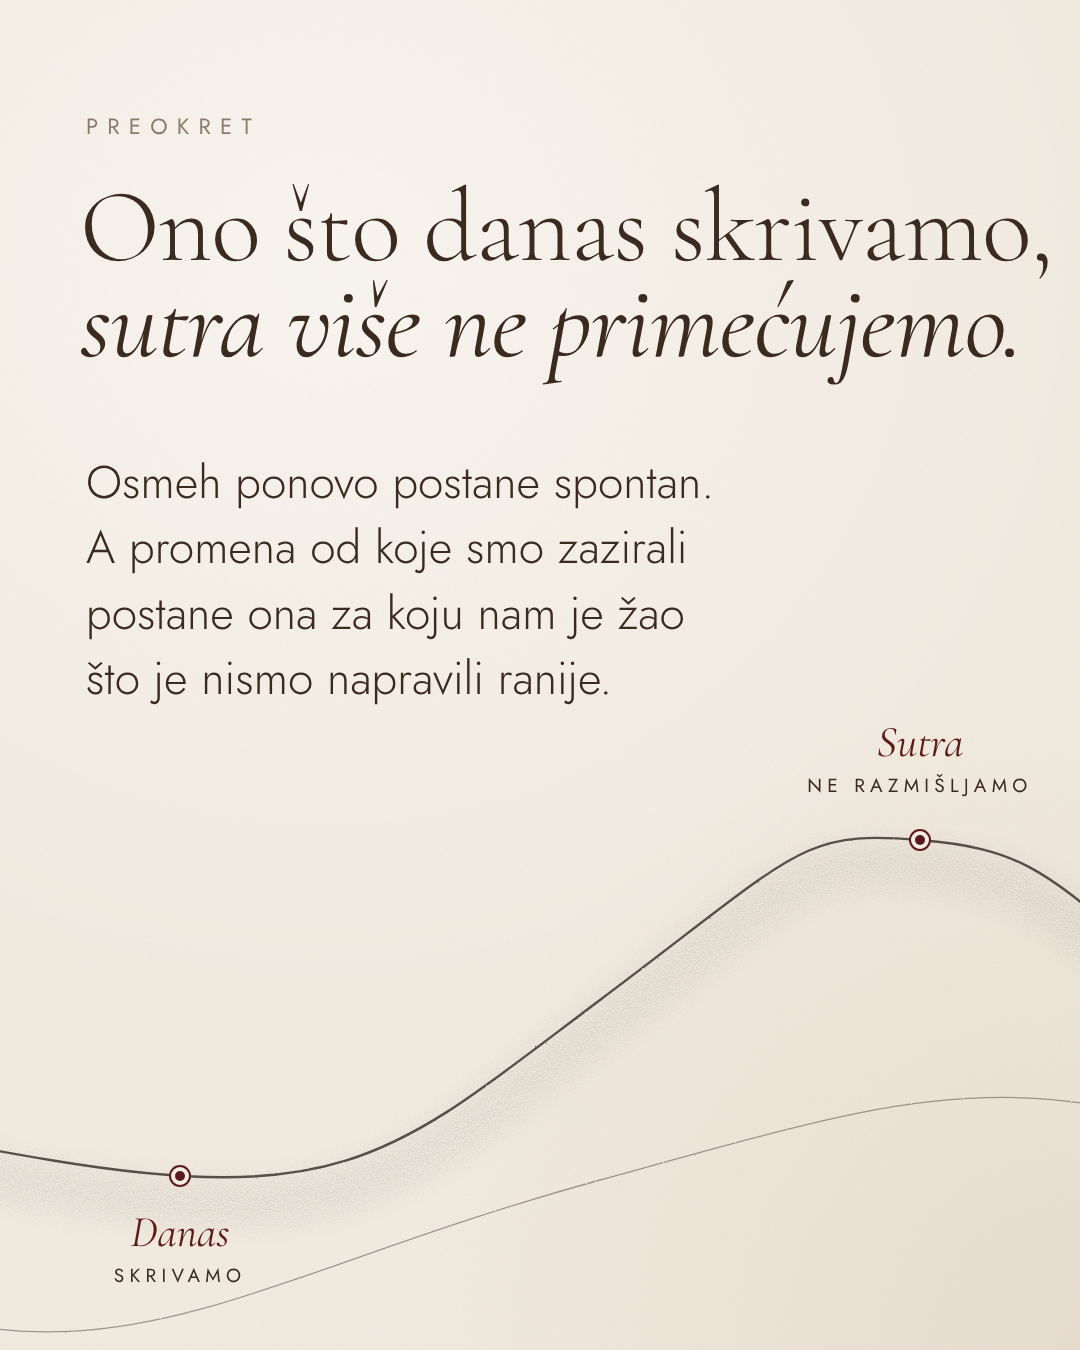 PREOKRET
Ono što danas skrivamo,
sutra više ne primećujemo.
Osmeh ponovo postane spontan.
A promena od koje smo zazirali
postane ona za koju nam je žao
što je nismo napravili ranije.
Sutra
NE RAZMIŠLJAMO
Danas
SKRIVAMO